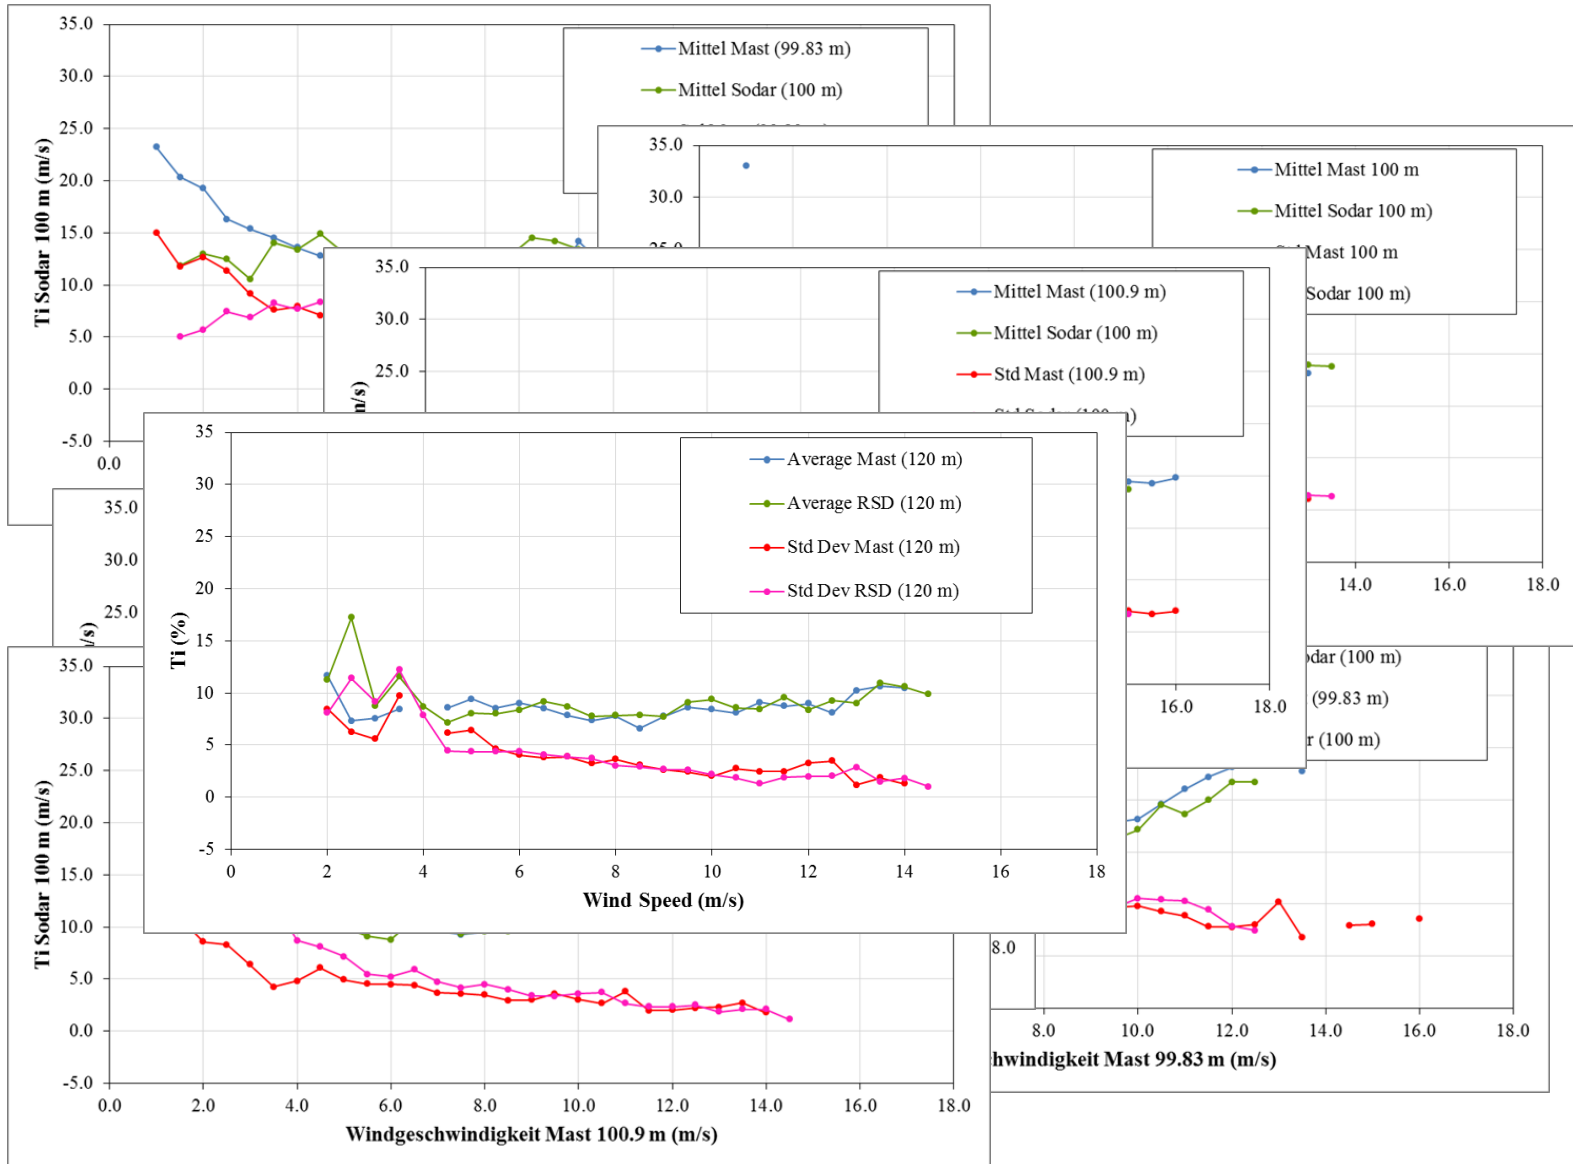 35.0
30.0
25.0
20.0
15.0
10.0
5.0
0.0
-5.0
0.0
Ti Sodar 100 m (m/s)
Mittel Mast (99.83 m)
Mittel Sodar (100 m)
35.0
30.0
Mittel Mast 100 m
Mittel Sodar 100 m)
Mast 100 m
Sodar 100 m)
14.0 16.0 18.0
35.0
30.0
25.0
Mittel Mast (100.9 m)
Mittel Sodar (100 m)
Std Mast (100.9 m)
16.0 18.0
35.0
30.0
25.0
35
30
25
20
15
10
5
0
-5
0 2 4 6 8 10 12 14 16 18
Ti (%)
Wind Speed (m/s)
Average Mast (120 m)
Average RSD (120 m)
Std Dev Mast (120 m)
Std Dev RSD (120 m)
(100 m)
(99.83 m)
(100 m)
8.0 10.0 12.0 14.0 16.0 18.0
chwindigkeit Mast 99.83 m (m/s)
8.0
35.0
30.0
25.0
20.0
15.0
10.0
5.0
0.0
-5.0
0.0 2.0 4.0 6.0 8.0 10.0 12.0 14.0 16.0 18.0
Ti Sodar 100 m (m/s)
Windgeschwindigkeit Mast 100.9 m (m/s)